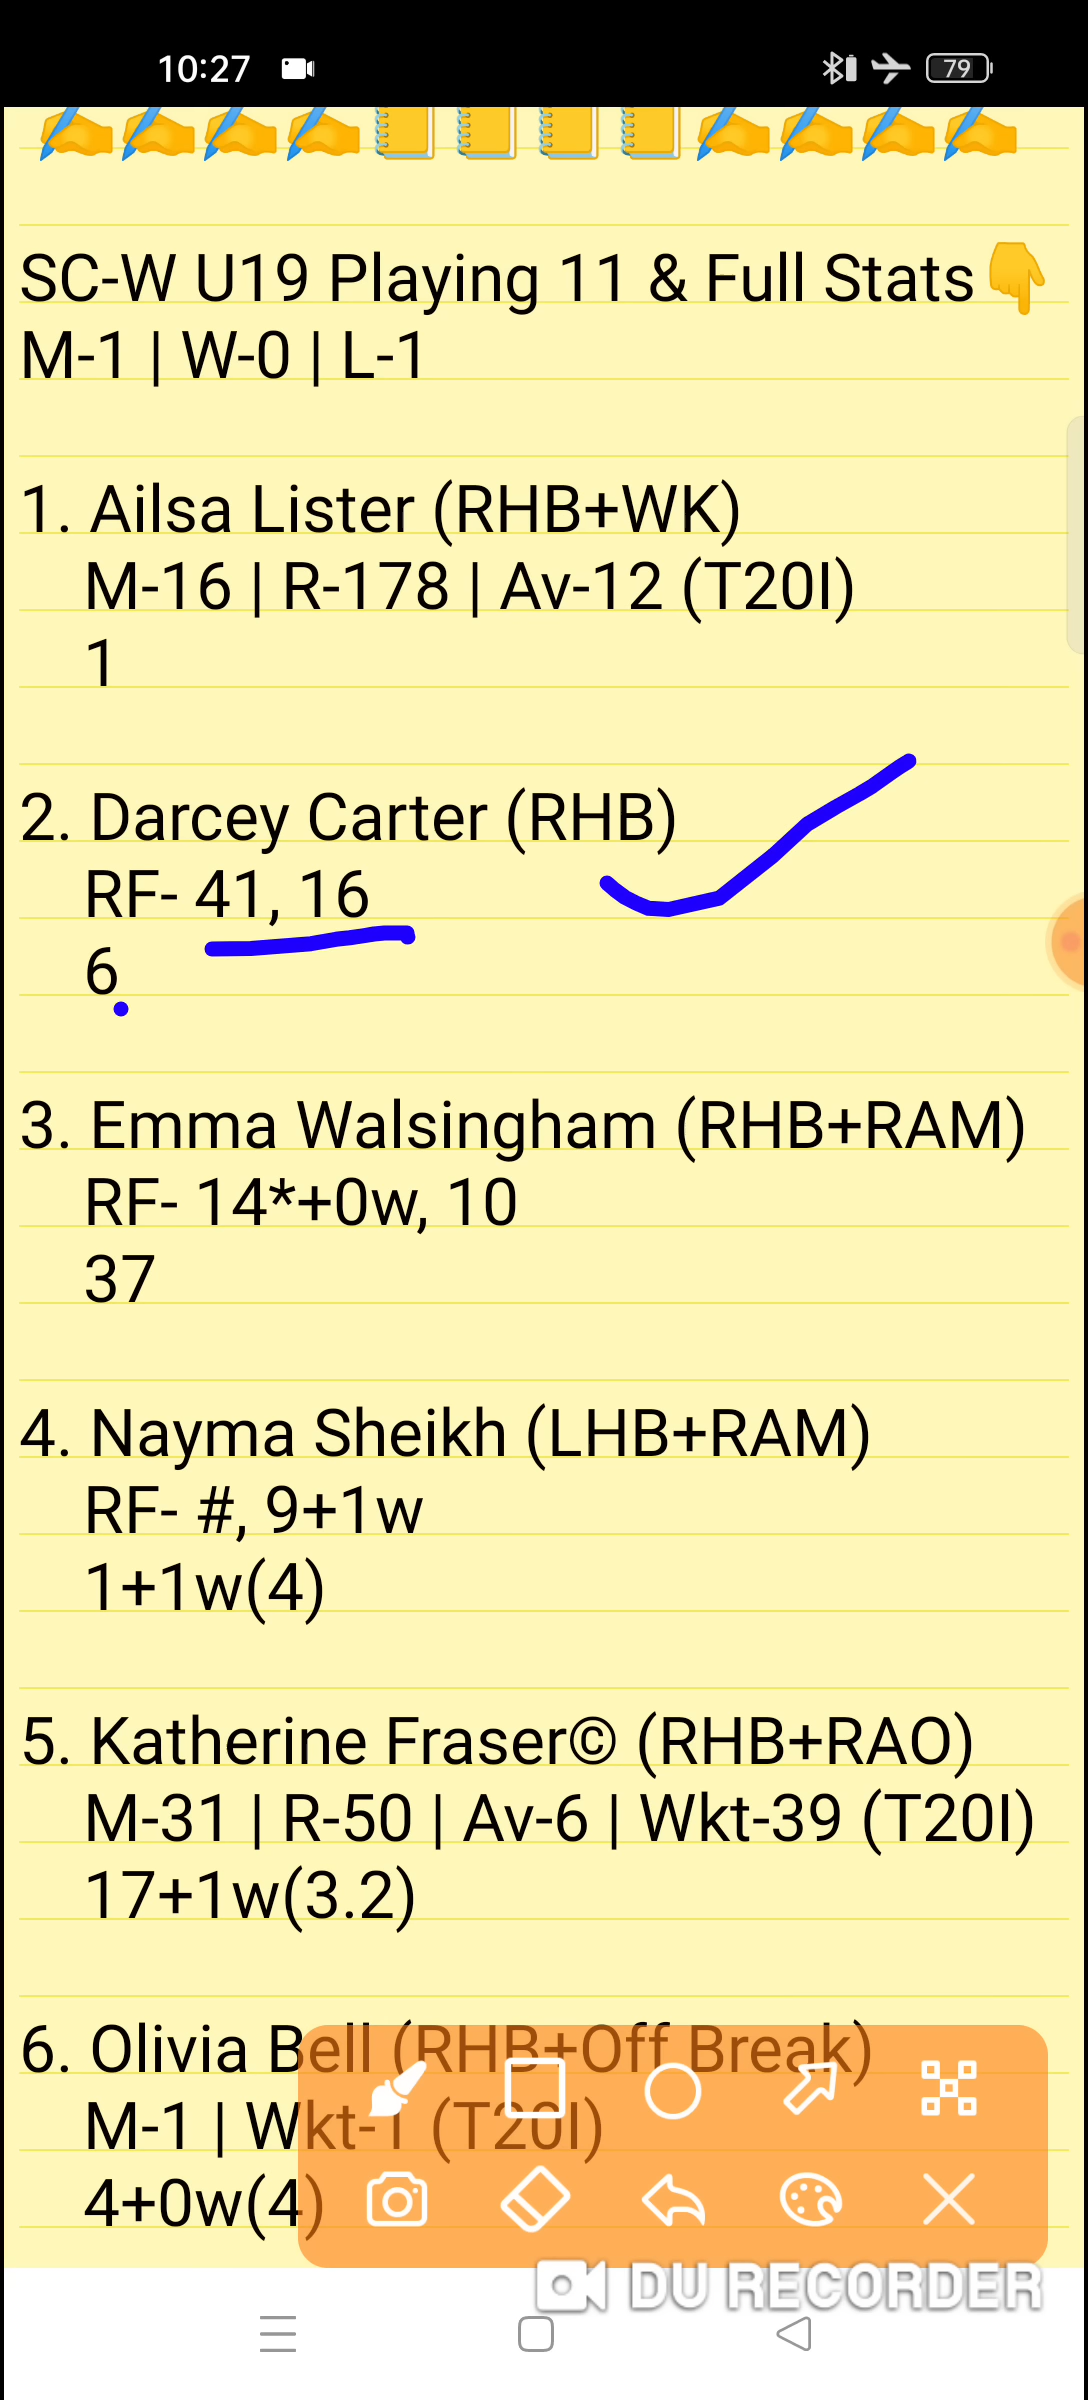 10:27
79
SC-W U19 Playing 11 & Full Stats👇
M-1 | W-0 | L-1
1. Ailsa Lister (RHB+WK)
M-16 | R-178 | Av-12 (T20I)
1
2. Darcey Carter (RHB)
RF- 41, 16
6
3. Emma Walsingham (RHB+RAM)
RF- 14*+0w, 10
37
4. Nayma Sheikh (LHB+RAM)
RF- #, 9+1w
1+1w(4)
5. Katherine Fraser© (RHB+RAO)
M-31 | R-50 | Av-6 | Wkt-39 (T20I)
17+1w(3.2)
6. Olivia Bell (RHB+Off Break)
M-1 | Wkt-1 (T20I)
4+0w(4)
DU RECORDER